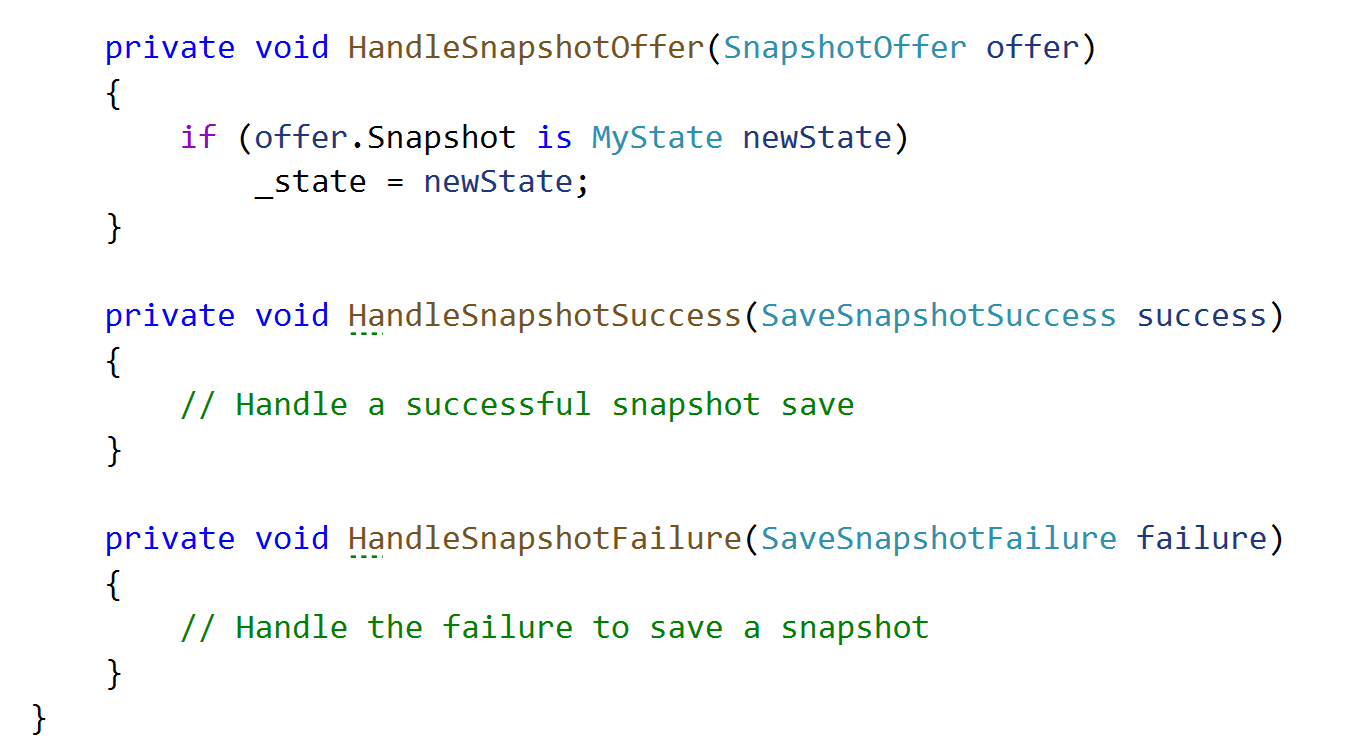 private void HandleSnapshotOffer(SnapshotOffer offer)
{
if (offer.Snapshot is MyState newState)
_state = newState;
}
private void HandleSnapshotSuccess(SaveSnapshotSuccess success)
{
// Handle a successful snapshot save
}
private void HandleSnapshotFailure(SaveSnapshotFailure failure)
{
// Handle the failure to save a snapshot
}
}